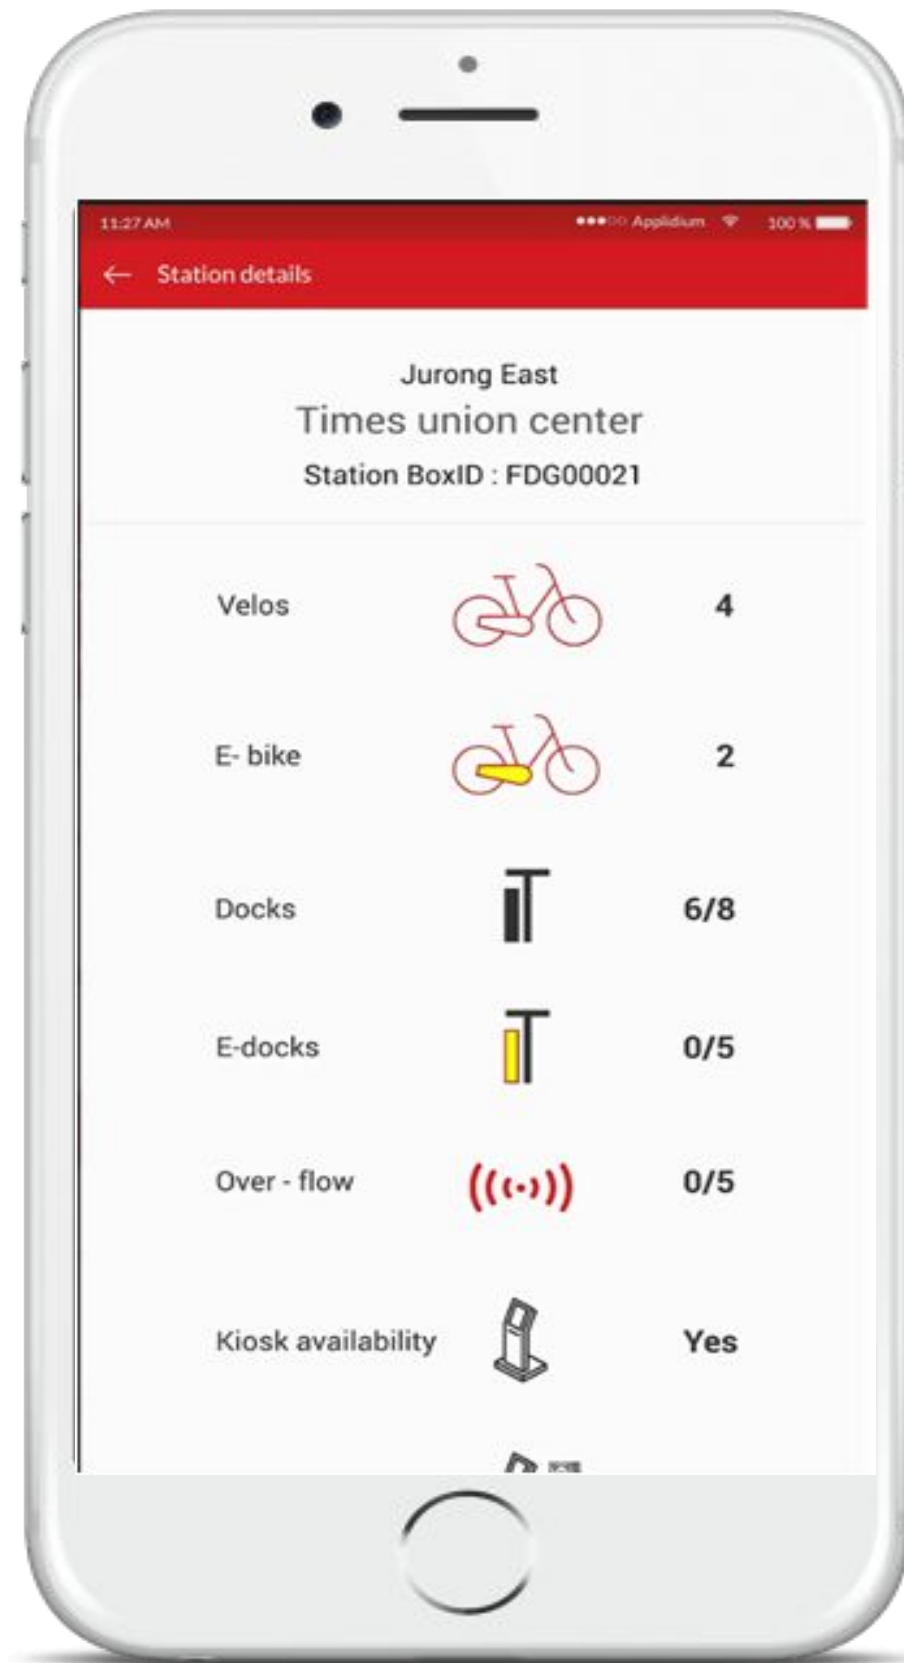 11:27 AM Applidium 100 %
Station details
Jurong East
Times union center
Station BoxID : FDG00021
Velos 4
E- bike 2
Docks 6/8
E-docks 0/5
Over - flow 0/5
Kiosk availability Yes